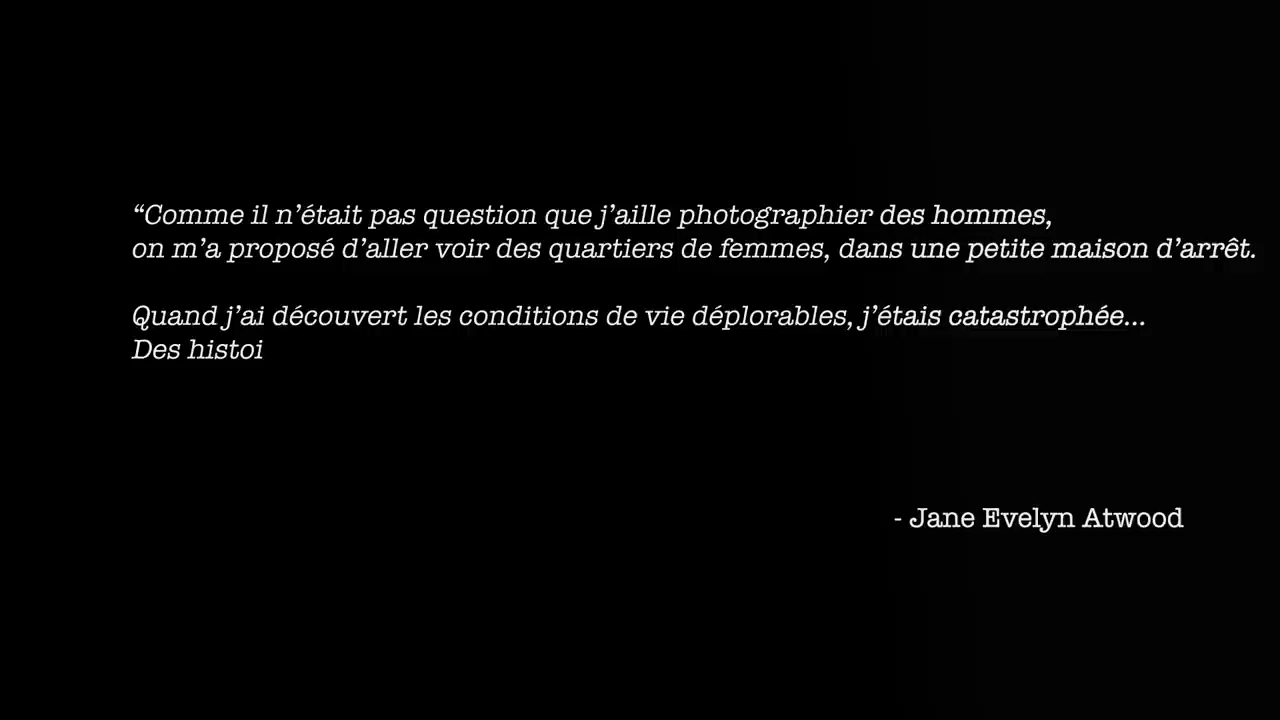 “Comme il n’était pas question que j’aille photographier des hommes,
on m’a proposé d’aller voir des quartiers de femmes, dans une petite maison d’arrêt.
Quand j’ai découvert les conditions de vie déplorables, j’étais catastrophée...
Des histoi
- Jane Evelyn Atwood